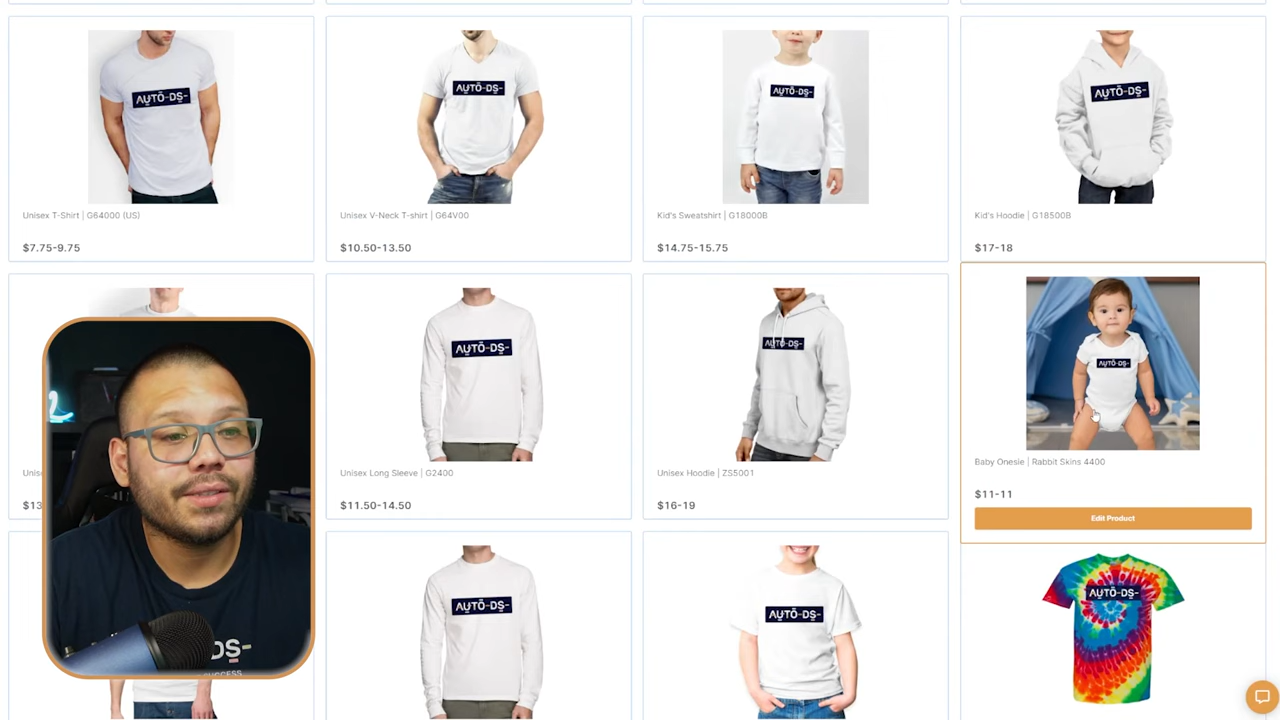 AUTO-DS-
AUTO-DS-
AUTO-DS-
AUTO-DS-
Unisex T-Shirt | G64000 (US)
Unisex V-Neck T-shirt | G64V00
Kid's Sweatshirt | G18000B
Kid's Hoodie | G18500B
$7.75-9.75
$10.50-13.50
$14.75-15.75
$17-18
AUTO-DS-
AUTO-DS-
AUTO-DS-
Unisex Long Sleeve | G2400
Unisex Hoodie | ZS5001
Baby Onesie | Rabbit Skins 4400
$11.50-14.50
$16-19
$11-11
Edit Product
AUTO-DS-
AUTO-DS-
AUTO-DS-
DS-